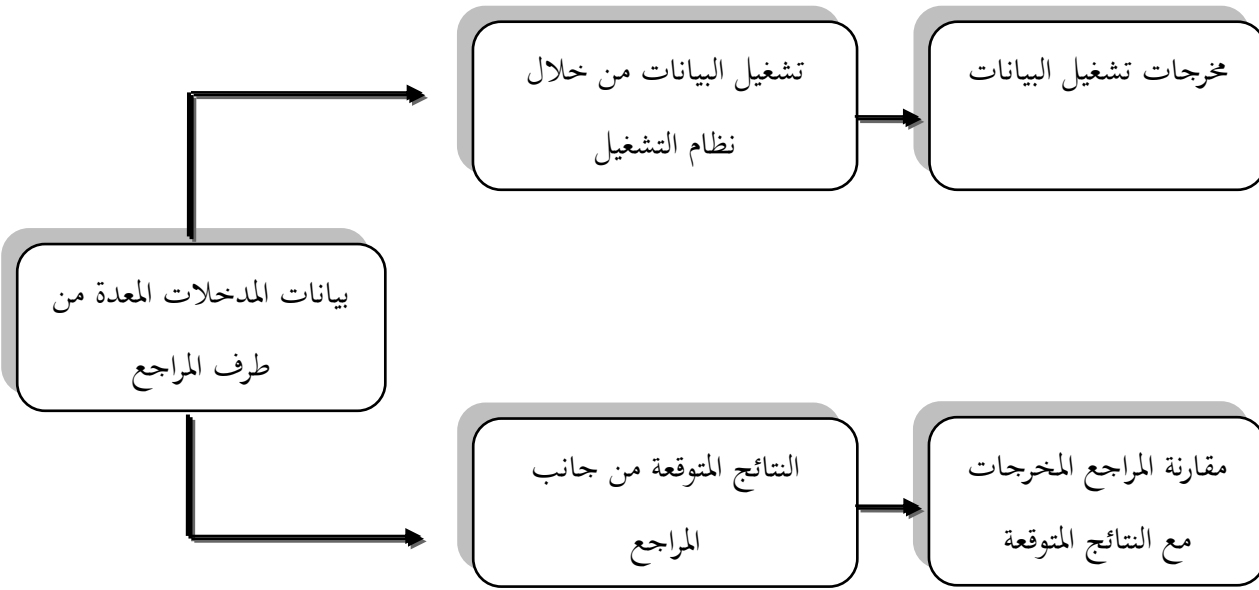 تشغيل البيانات من خلال
نظام التشغيل
مخرجات تشغيل البيانات
بيانات المدخلات المعدة من
طرف المراجع
النتائج المتوقعة من جانب
المراجع
مقارنة المراجع المخرجات
مع النتائج المتوقعة